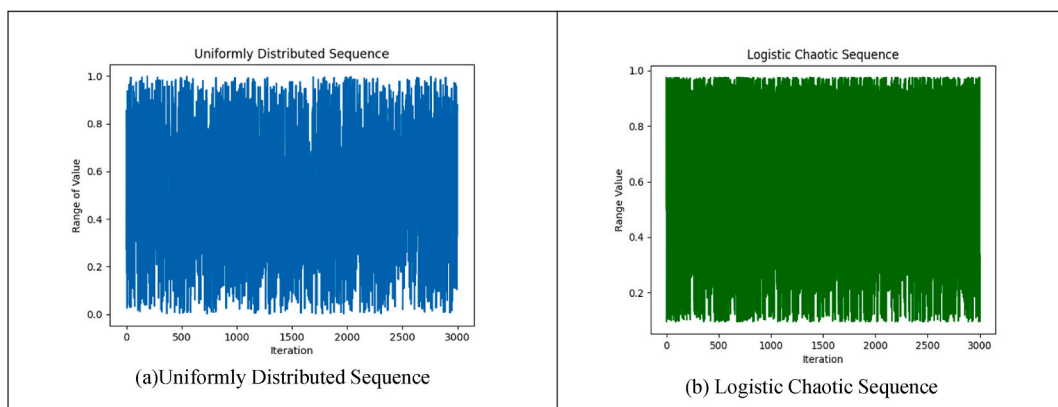 Uniformly Distributed Sequence
1.0
0.8
0.6
0.4
0.2
0.0
Range of Value
0 500 1000 1500 2000 2500 3000
Iteration
(a)Uniformly Distributed Sequence
Logistic Chaotic Sequence
1.0
0.8
0.6
0.4
0.2
Range Value
0 500 1000 1500 2000 2500 3000
Iteration
(b) Logistic Chaotic Sequence